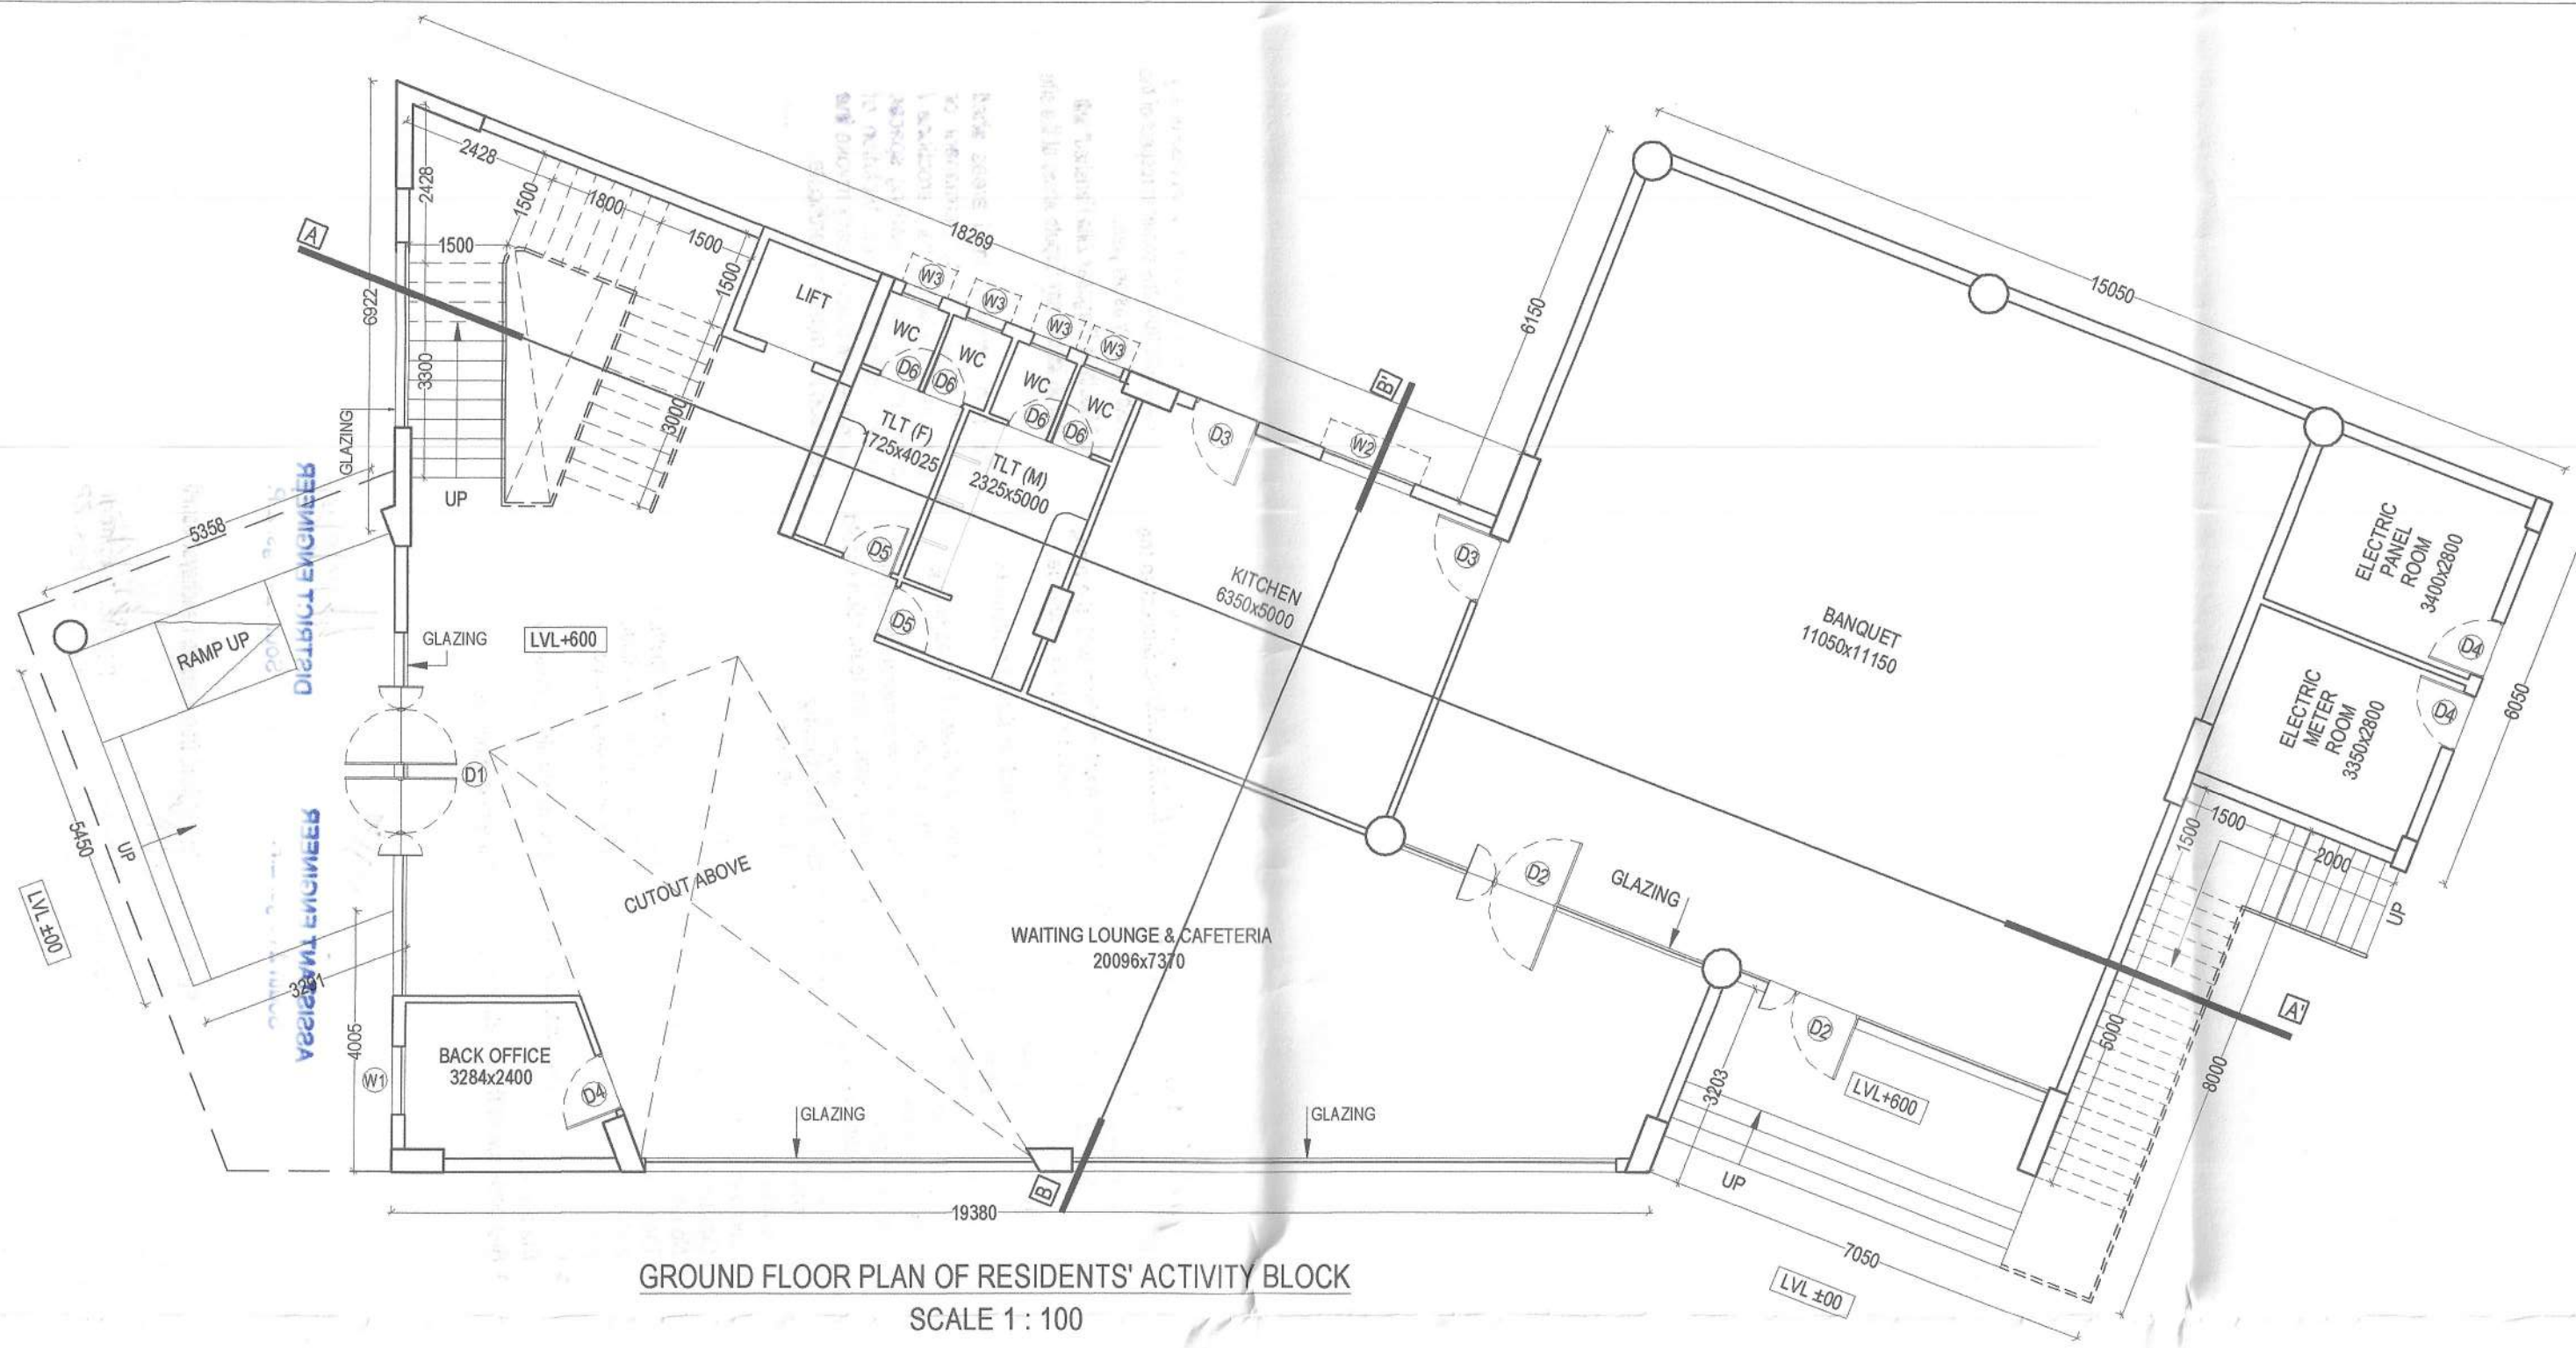 18269
2428
2428
1500
1800
1500
1500
1500
6922
3300
3000
A
GLAZING
UP
LIFT
W3
W3
W3
W3
WC
WC
WC
WC
D6
D6
D6
D6
TLT (F)
1725x4025
TLT (M)
2325x5000
D5
D5
D3
W2
B'
6150
D3
KITCHEN
6350x5000
15050
BANQUET
11050x11150
ELECTRIC
PANEL
ROOM
3400x2800
D4
ELECTRIC
METER
ROOM
3350x2800
D4
6050
5358
RAMP UP
DISTRICT ENGINEER
GLAZING
LVL+600
5450
UP
LVL ±00
D1
ASSISTANT ENGINEER
3251
4005
CUTOUT ABOVE
WAITING LOUNGE & CAFETERIA
20096x7370
D2
GLAZING
1500
1500
2000
UP
A'
5000
8000
BACK OFFICE
3284x2400
W1
D4
GLAZING
GLAZING
3203
D2
LVL+600
UP
B
19380
7050
LVL ±00
GROUND FLOOR PLAN OF RESIDENTS' ACTIVITY BLOCK
SCALE 1 : 100